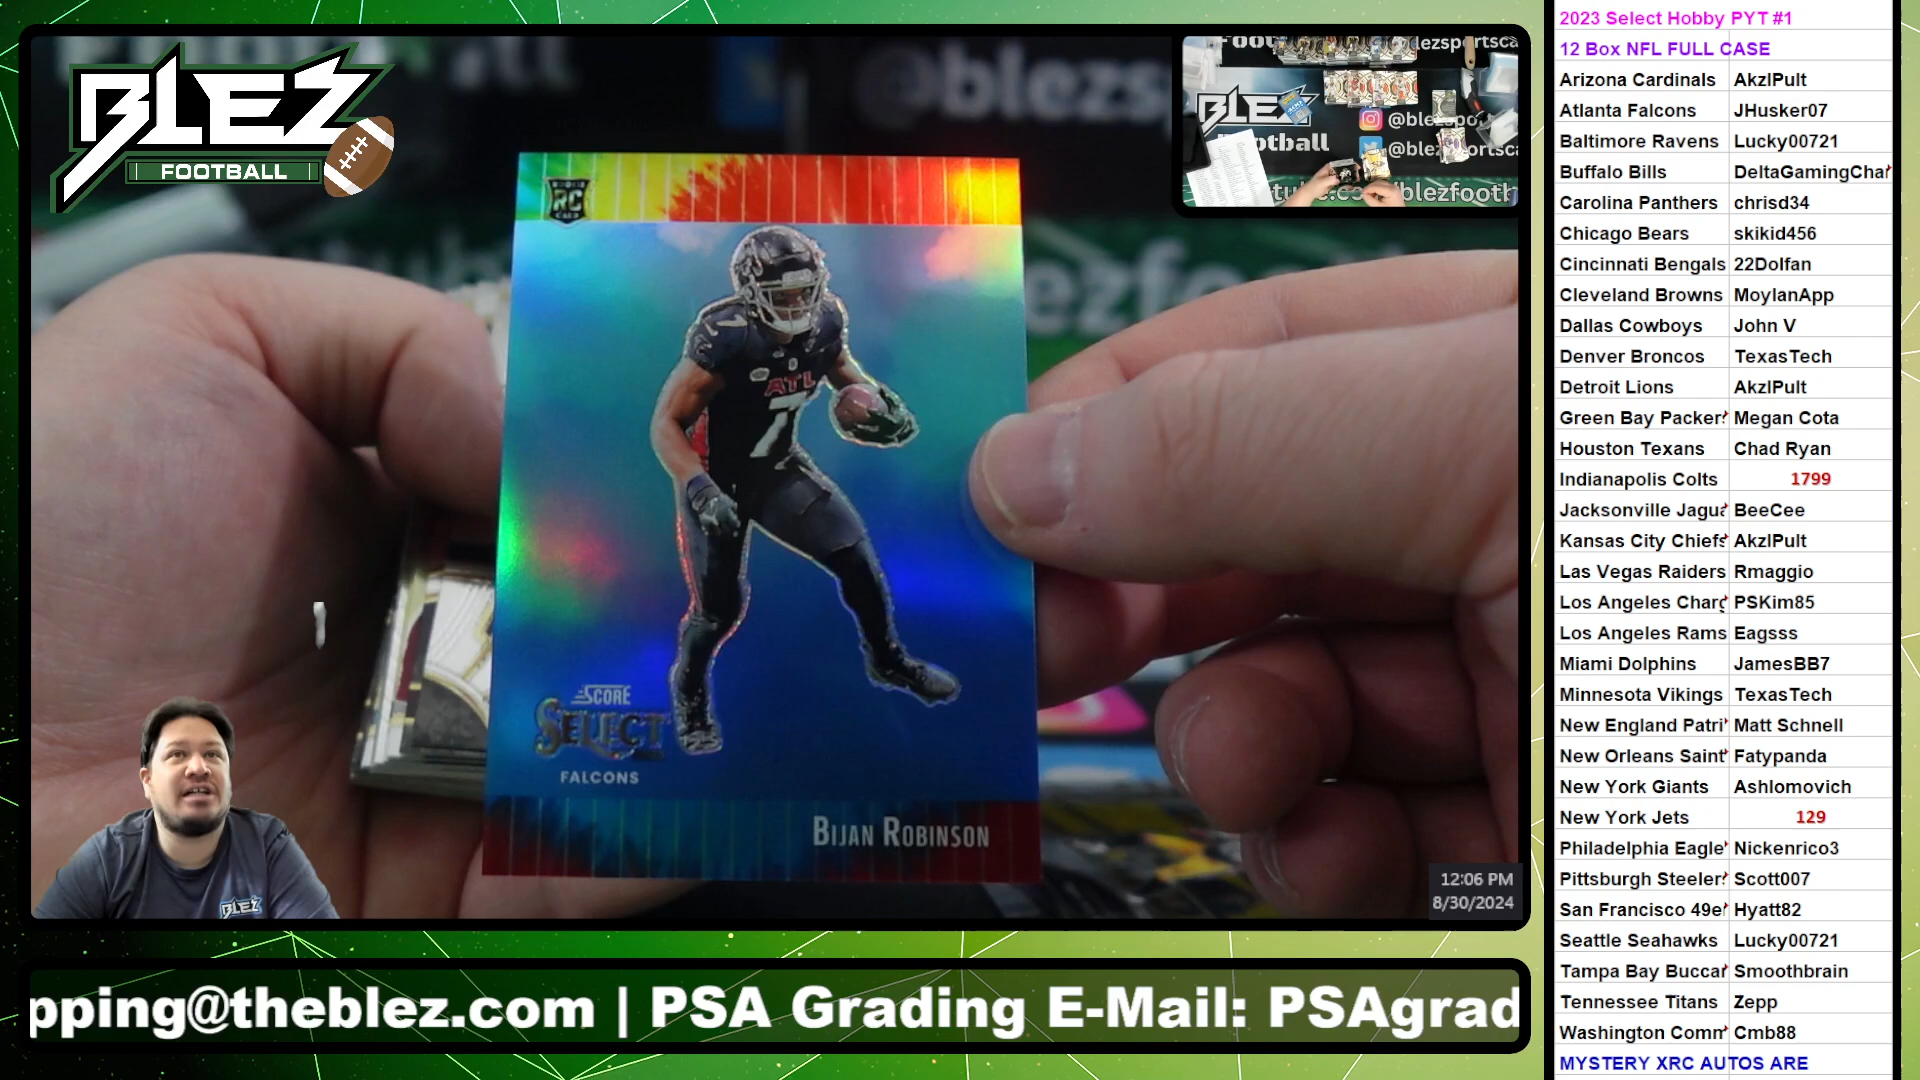 BLEZ
FOOTBALL
RC
ATL
7
SCORE
SELECT
FALCONS
BIJAN ROBINSON
@blezs
BLEZ
12:06 PM
8/30/2024
pping@theblez.com | PSA Grading E-Mail: PSAgrad
2023 Select Hobby PYT #1
12 Box NFL FULL CASE
Arizona Cardinals AkzlPult
Atlanta Falcons JHusker07
Baltimore Ravens Lucky00721
Buffalo Bills DeltaGamingChar
Carolina Panthers chrisd34
Chicago Bears skikid456
Cincinnati Bengals 22Dolfan
Cleveland Browns MoylanApp
Dallas Cowboys John V
Denver Broncos TexasTech
Detroit Lions AkzlPult
Green Bay Packer Megan Cota
Houston Texans Chad Ryan
Indianapolis Colts 1799
Jacksonville Jagu BeeCee
Kansas City Chiefs AkzlPult
Las Vegas Raiders Rmaggio
Los Angeles Charg PSKim85
Los Angeles Rams Eagsss
Miami Dolphins JamesBB7
Minnesota Vikings TexasTech
New England Patri Matt Schnell
New Orleans Saint Fatypanda
New York Giants Ashlomovich
New York Jets 129
Philadelphia Eagle Nickenrico3
Pittsburgh Steeler Scott007
San Francisco 49e Hyatt82
Seattle Seahawks Lucky00721
Tampa Bay Buccar Smoothbrain
Tennessee Titans Zepp
Washington Comm Cmb88
MYSTERY XRC AUTOS ARE